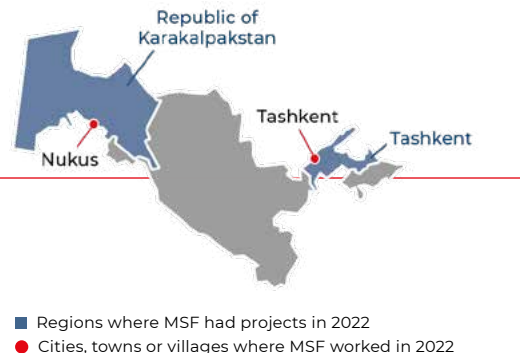 Republic of
Karakalpakstan
Tashkent
Tashkent
Nukus
Regions where MSF had projects in 2022
Cities, towns or villages where MSF worked in 2022